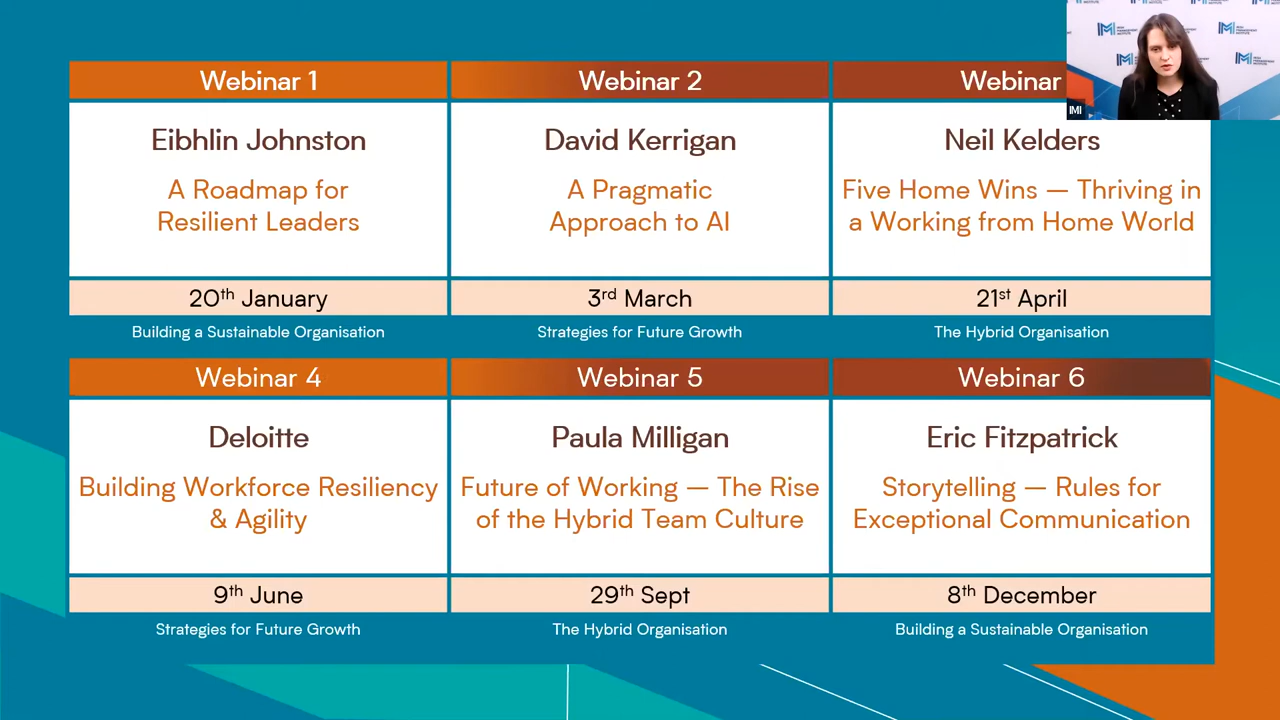 Webinar 1
Webinar 2
Webinar
Eibhlin Johnston
David Kerrigan
Neil Kelders
A Roadmap for
Resilient Leaders
A Pragmatic
Approach to AI
Five Home Wins — Thriving in
a Working from Home World
20th January
3rd March
21st April
Building a Sustainable Organisation
Strategies for Future Growth
The Hybrid Organisation
Webinar 4
Webinar 5
Webinar 6
Deloitte
Paula Milligan
Eric Fitzpatrick
Building Workforce Resiliency
& Agility
Future of Working — The Rise
of the Hybrid Team Culture
Storytelling — Rules for
Exceptional Communication
9th June
29th Sept
8th December
Strategies for Future Growth
The Hybrid Organisation
Building a Sustainable Organisation
IMI